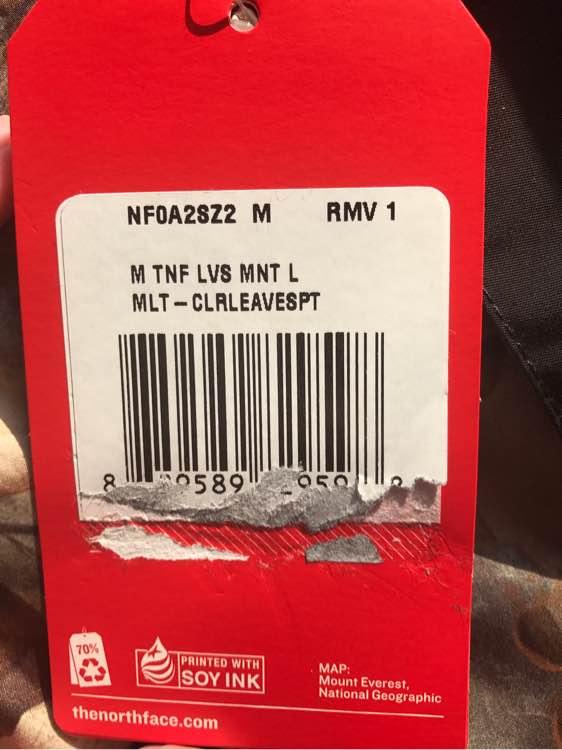 NF0A2SZ2 M RMV 1
M TNF LVS MNT L
MLT-CLRLEAVESPT
70%
PRINTED WITH
SOY INK
MAP:
Mount Everest,
National Geographic
thenorthface.com